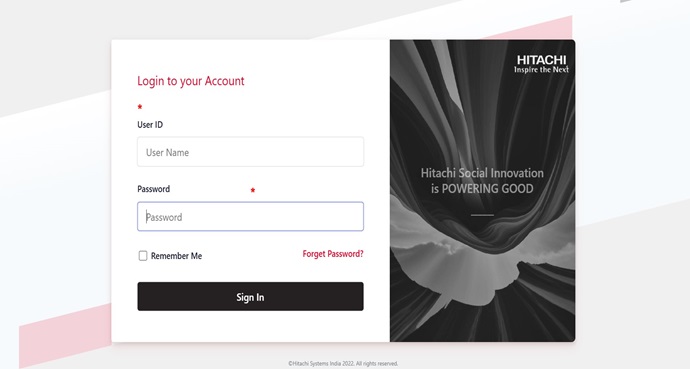 HITACHI
Inspire the Next
Login to your Account
*
User ID
User Name
Password *
Password
Remember Me
Forget Password?
Sign In
Hitachi Social Innovation
is POWERING GOOD
©Hitachi Systems India 2022. All rights reserved.